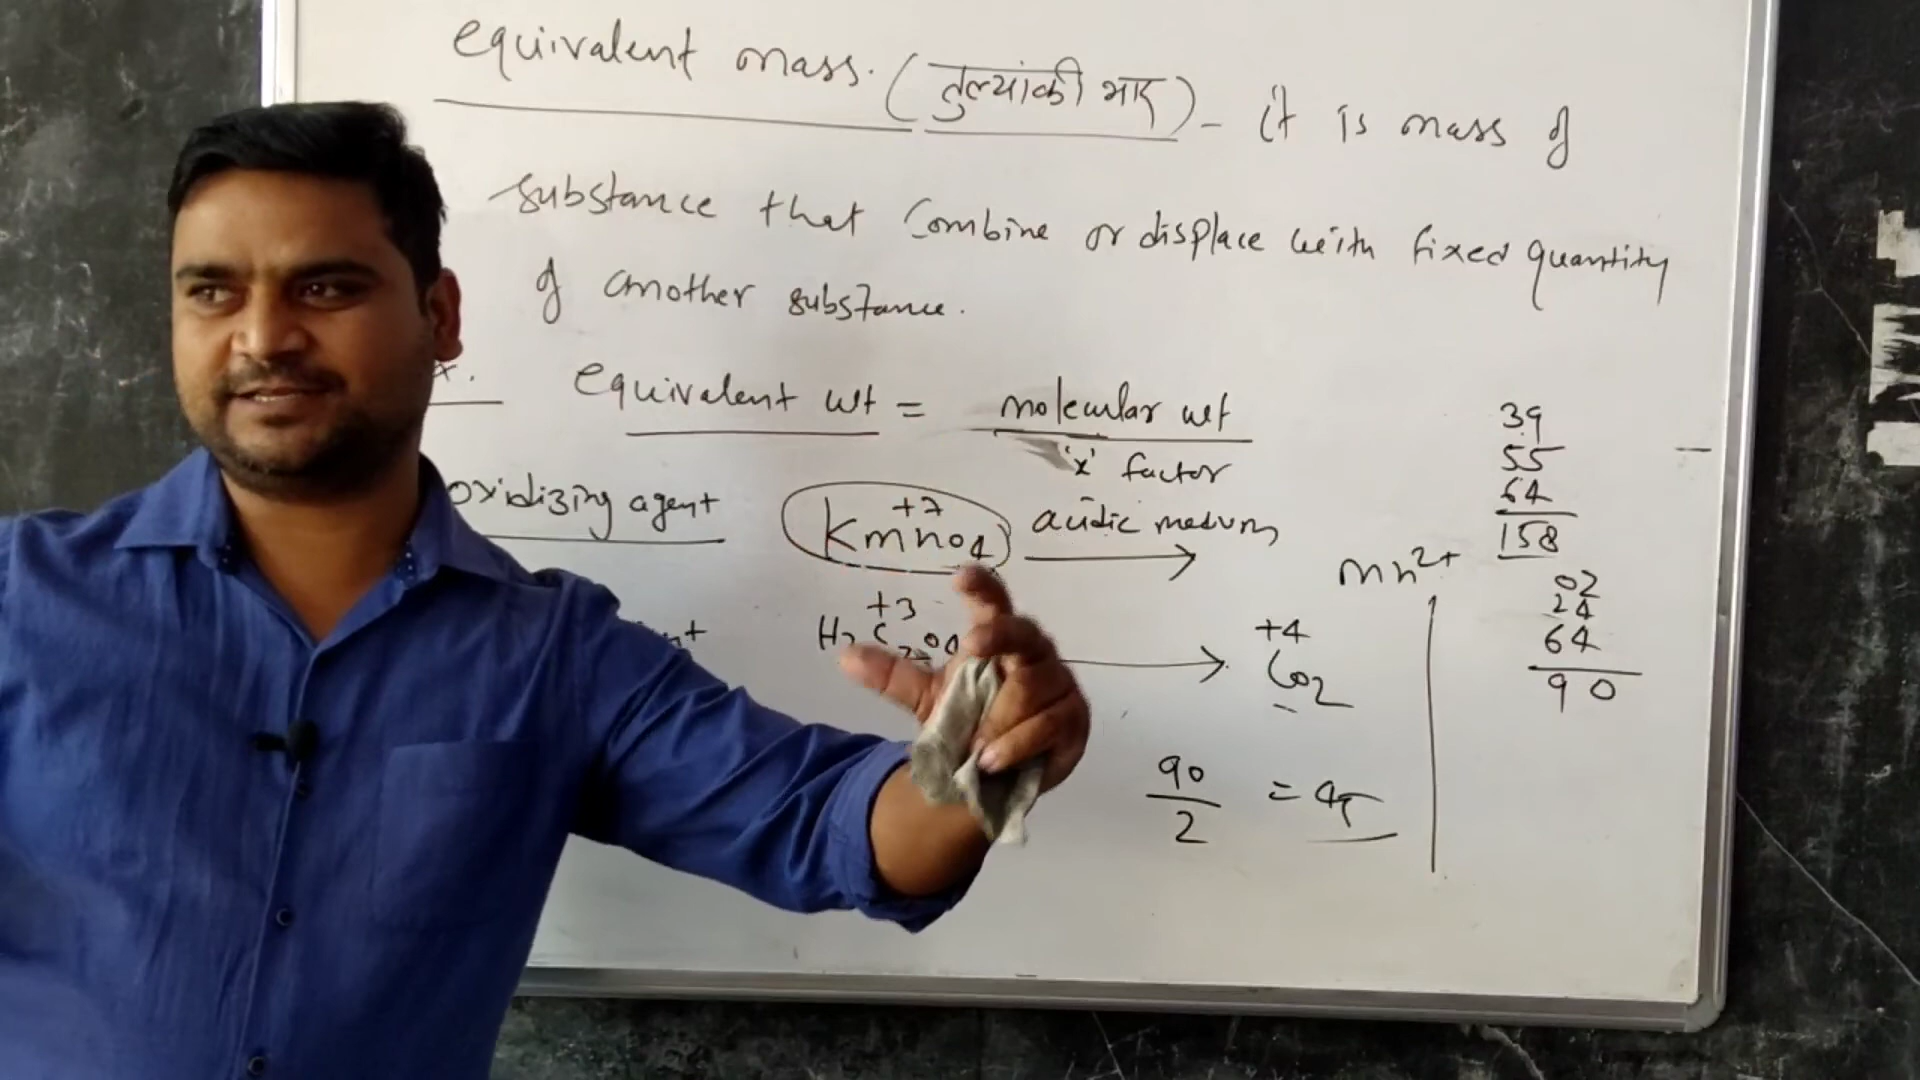 equivalent mass. (तुल्यांकी भार) - it is mass of
substance that combine or displace with fixed quantity
of another substance.
x. equivalent wt = molecular wt
'x' factor
oxidizing agent KmnO4 +7 acidic medium → mn2+
+3 +4
H2C2O4 → CO2
90
2 = 45
39
55
64
158
02
24
64
90